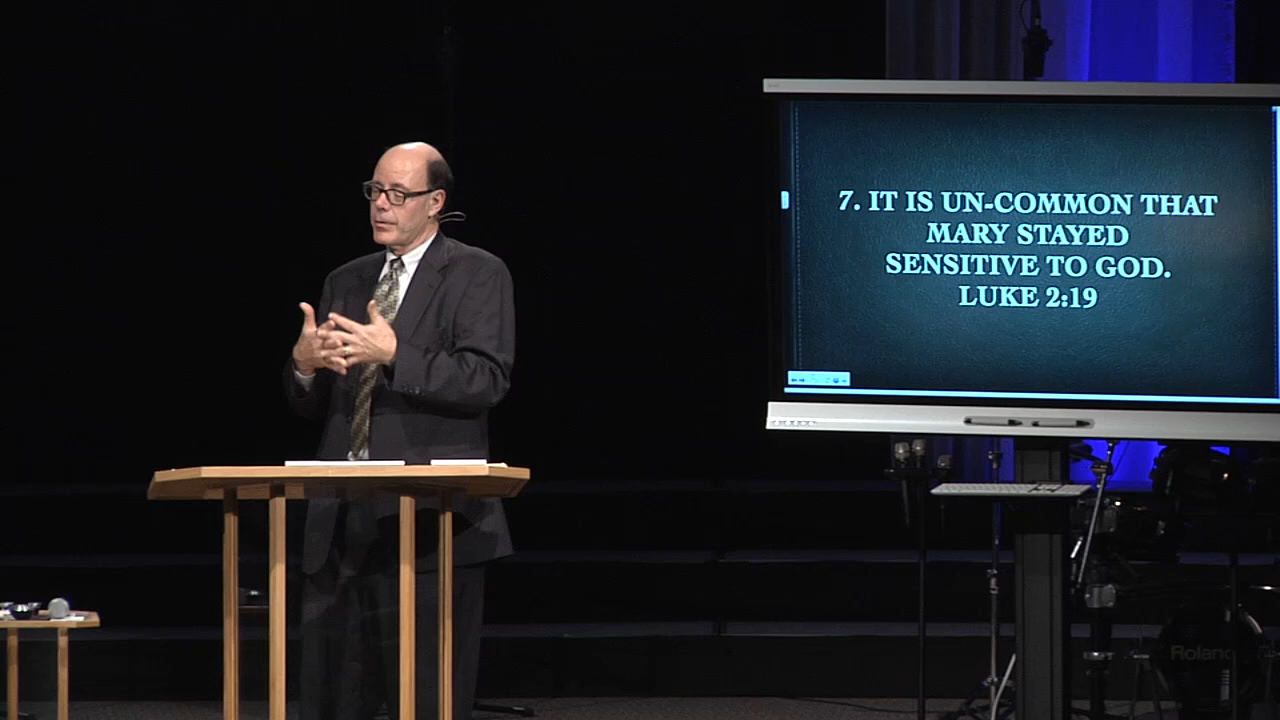 7. IT IS UN-COMMON THAT
MARY STAYED
SENSITIVE TO GOD.
LUKE 2:19
Roland